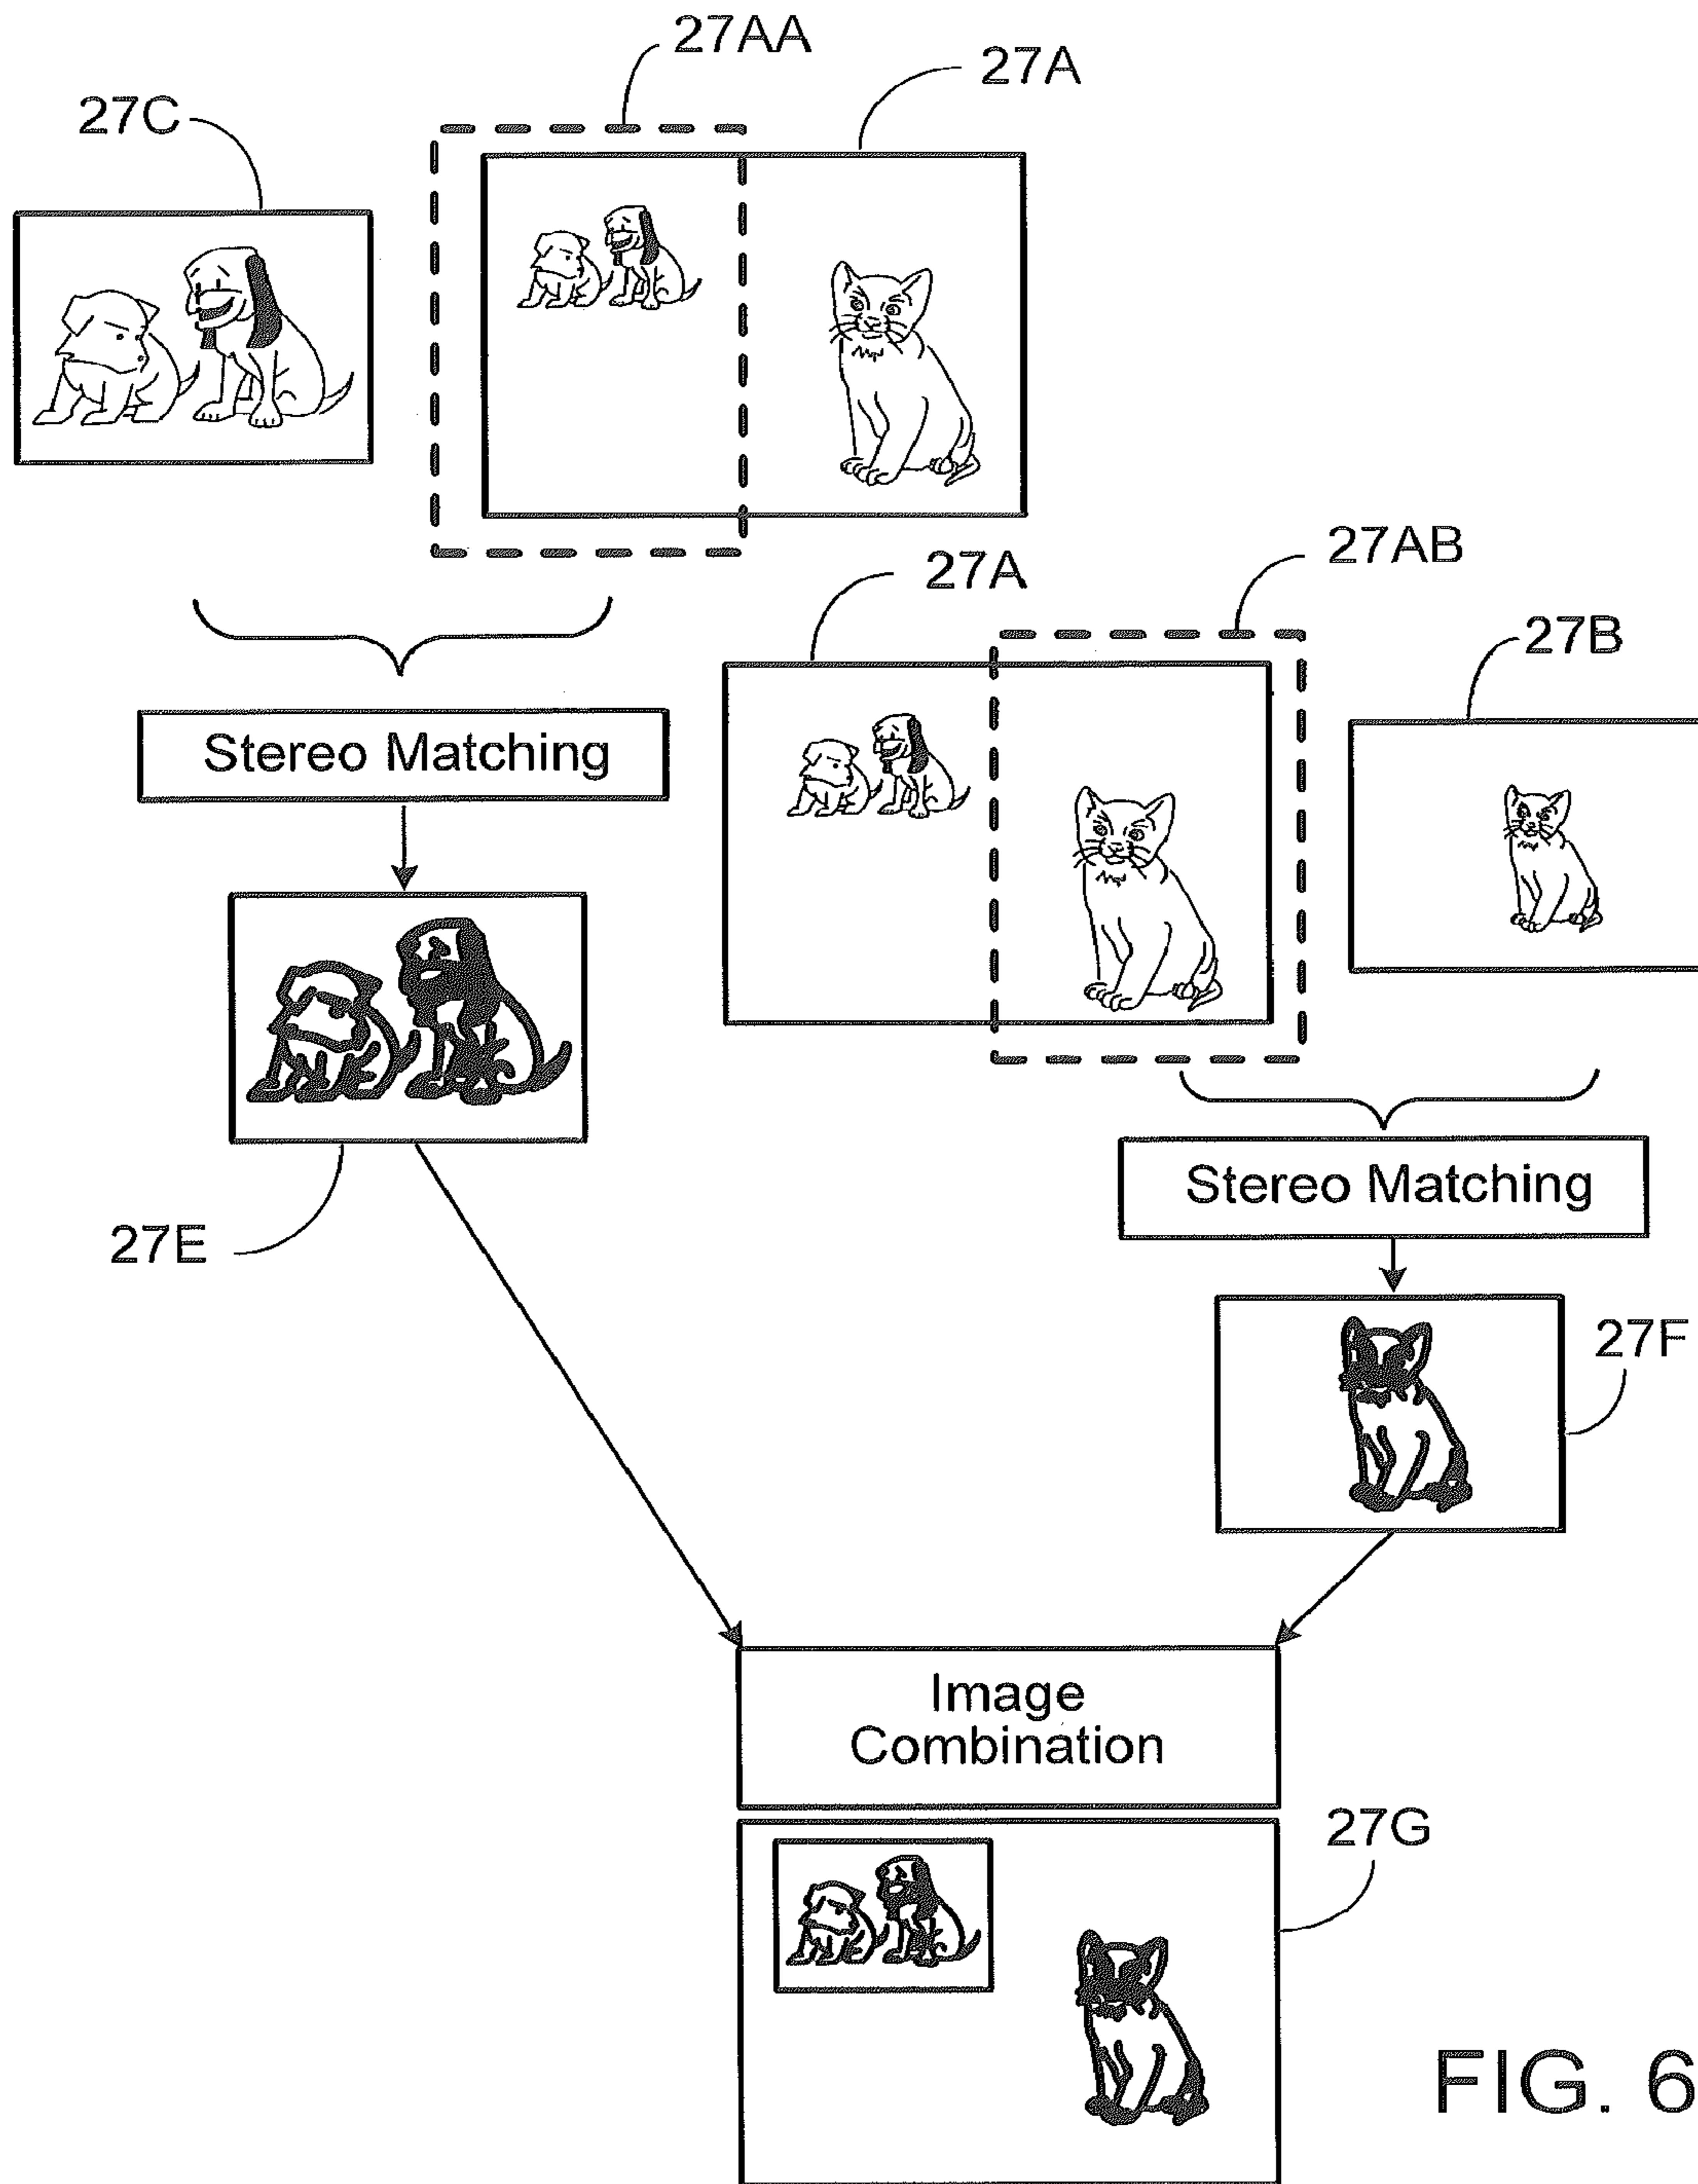 27AA
27A
27C
27AB
27A
27B
Stereo Matching
Stereo Matching
27E
27F
Image
Combination
27G
FIG. 6